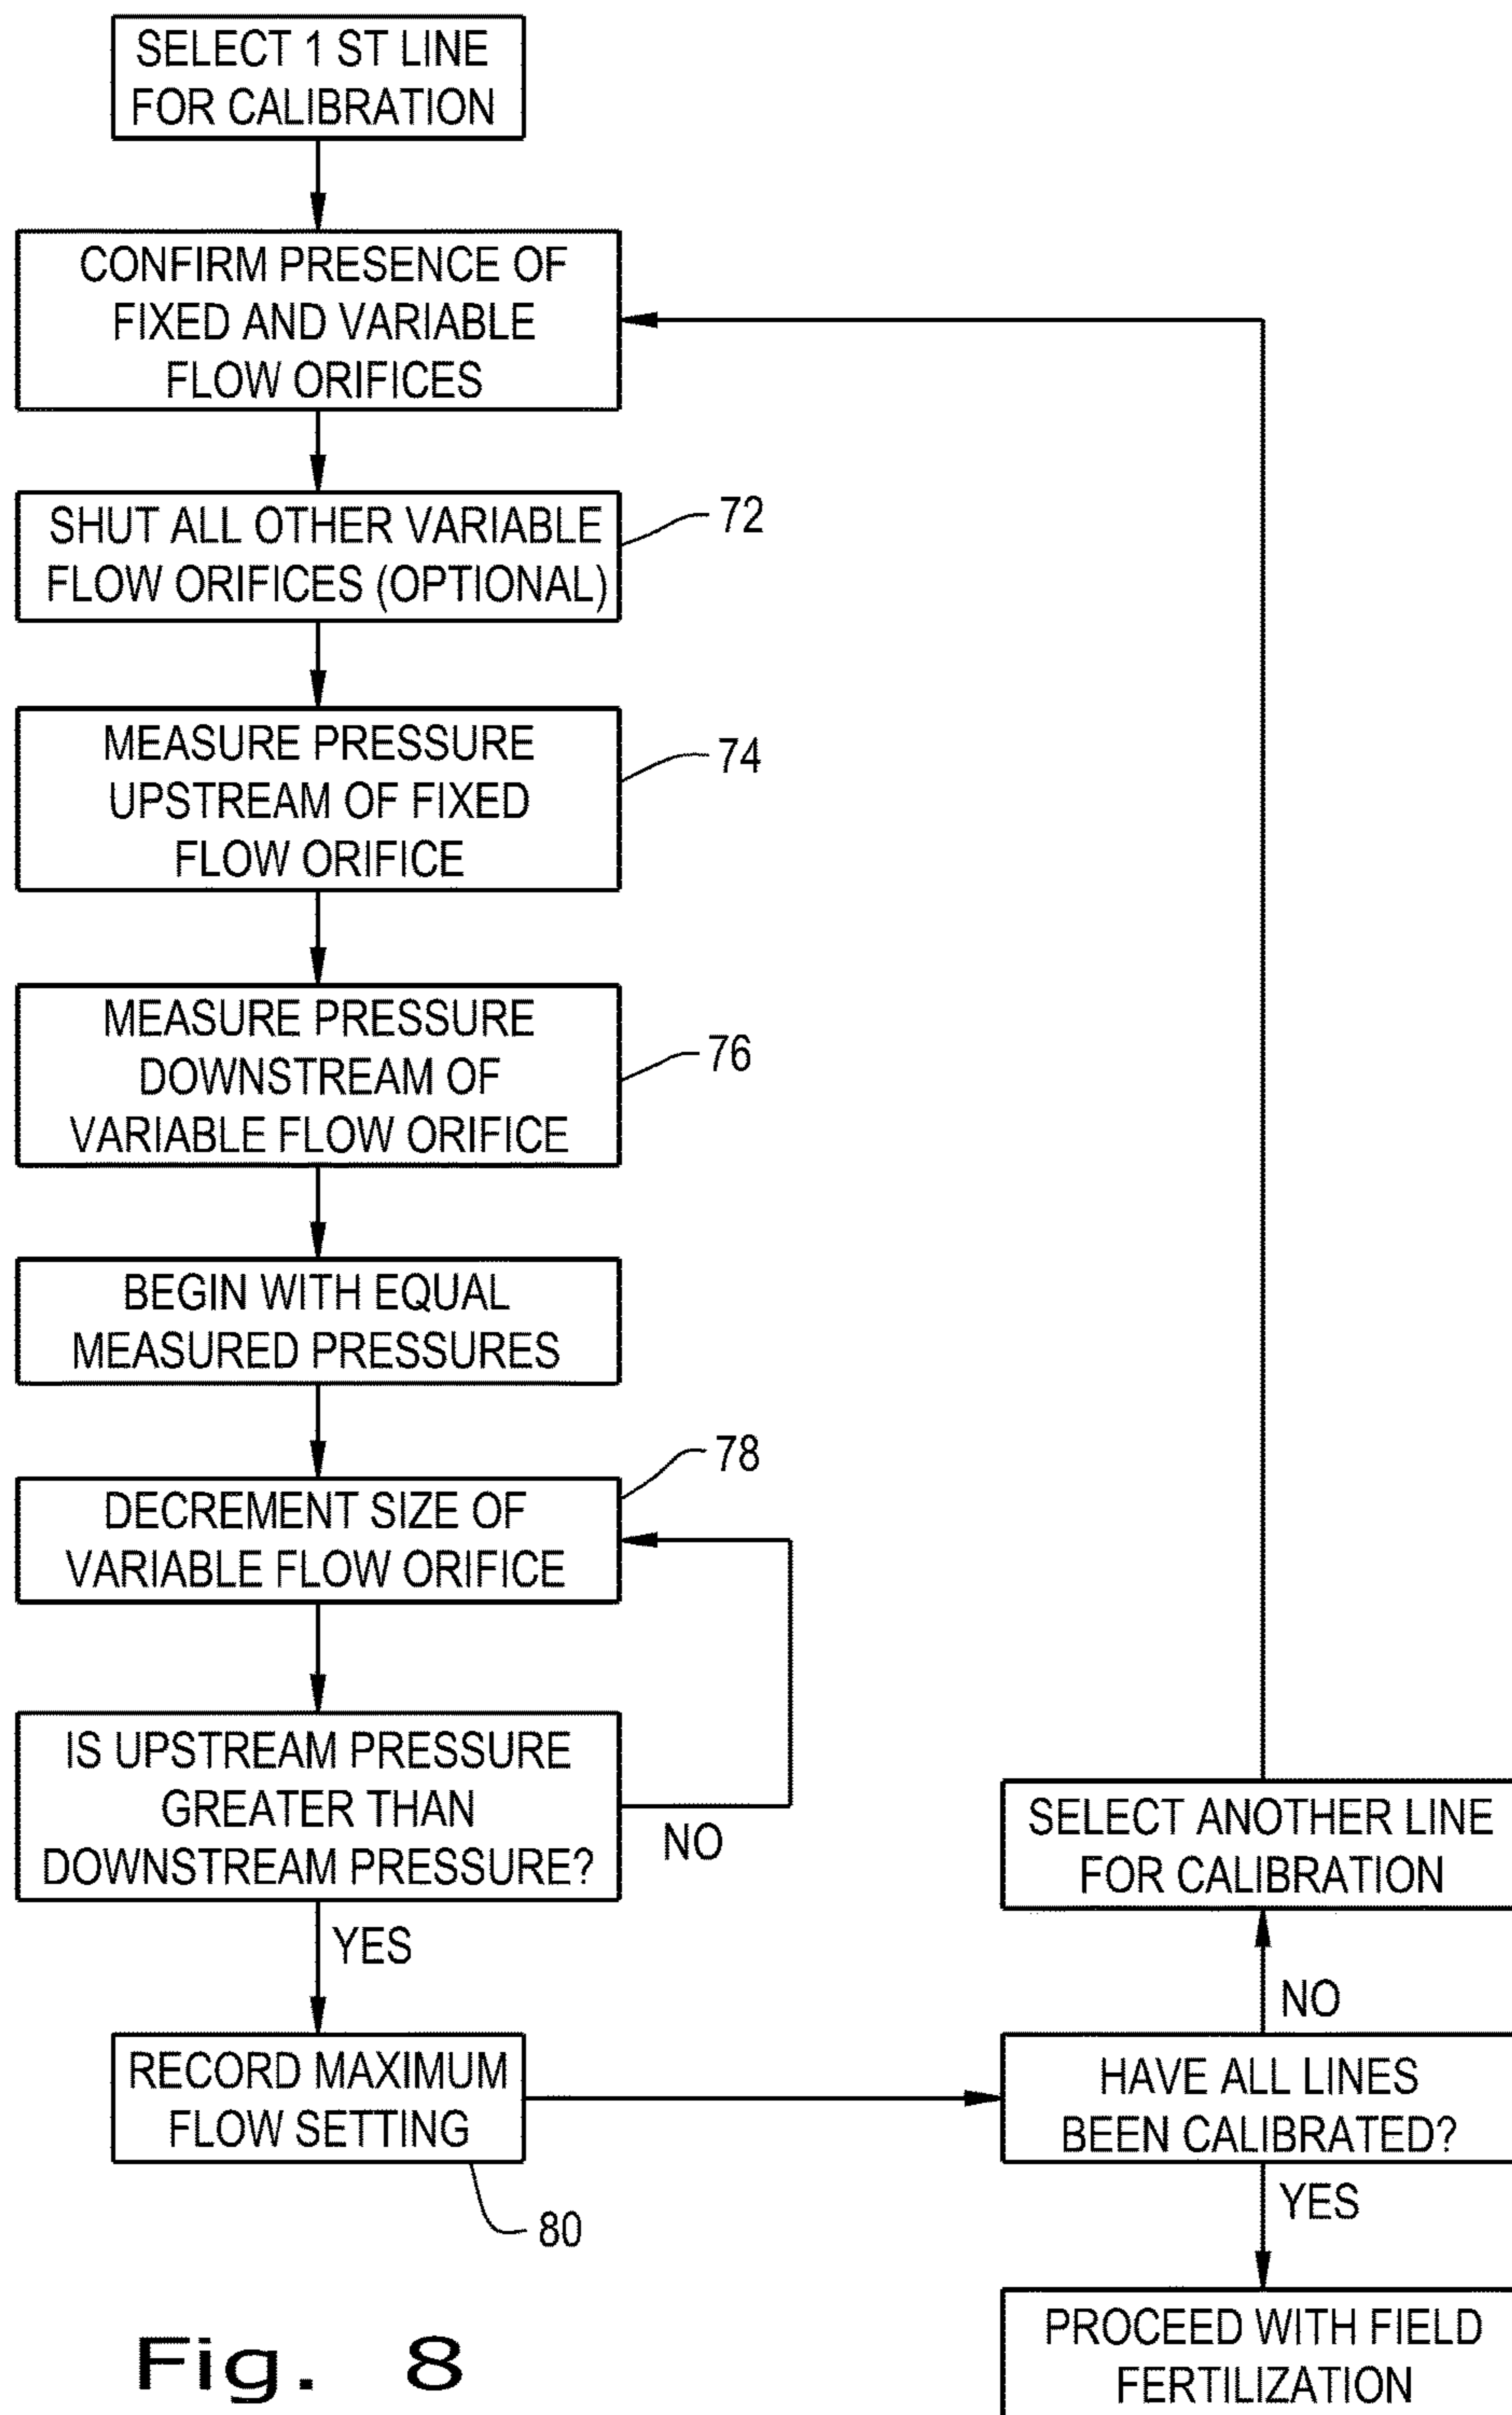 SELECT 1 ST LINE
FOR CALIBRATION
CONFIRM PRESENCE OF
FIXED AND VARIABLE
FLOW ORIFICES
SHUT ALL OTHER VARIABLE
FLOW ORIFICES (OPTIONAL)
72
MEASURE PRESSURE
UPSTREAM OF FIXED
FLOW ORIFICE
74
MEASURE PRESSURE
DOWNSTREAM OF
VARIABLE FLOW ORIFICE
76
BEGIN WITH EQUAL
MEASURED PRESSURES
78
DECREMENT SIZE OF
VARIABLE FLOW ORIFICE
IS UPSTREAM PRESSURE
GREATER THAN
DOWNSTREAM PRESSURE?
NO
YES
RECORD MAXIMUM
FLOW SETTING
80
HAVE ALL LINES
BEEN CALIBRATED?
NO
SELECT ANOTHER LINE
FOR CALIBRATION
YES
PROCEED WITH FIELD
FERTILIZATION
Fig. 8